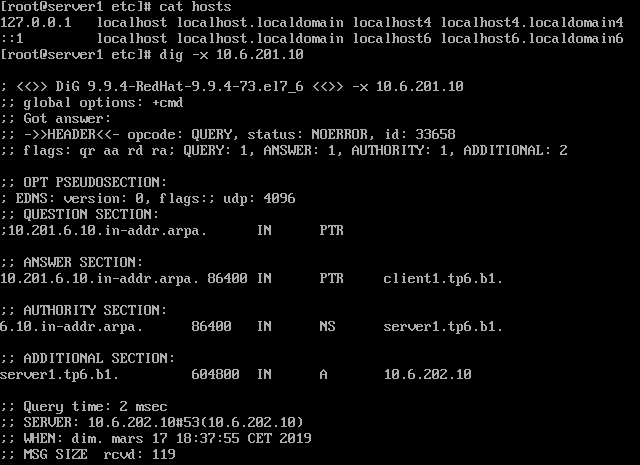 [root@server1 etc]# cat hosts
127.0.0.1   localhost localhost.localdomain localhost4 localhost4.localdomain4
::1         localhost localhost.localdomain localhost6 localhost6.localdomain6
[root@server1 etc]# dig -x 10.6.201.10
; <<>> DiG 9.9.4-RedHat-9.9.4-73.el7_6 <<>> -x 10.6.201.10
;; global options: +cmd
;; Got answer:
;; ->>HEADER<<- opcode: QUERY, status: NOERROR, id: 33658
;; flags: qr aa rd ra; QUERY: 1, ANSWER: 1, AUTHORITY: 1, ADDITIONAL: 2
;; OPT PSEUDOSECTION:
; EDNS: version: 0, flags:; udp: 4096
;; QUESTION SECTION:
;10.201.6.10.in-addr.arpa.      IN      PTR
;; ANSWER SECTION:
10.201.6.10.in-addr.arpa. 86400 IN      PTR     client1.tp6.b1.
;; AUTHORITY SECTION:
6.10.in-addr.arpa.      86400   IN      NS      server1.tp6.b1.
;; ADDITIONAL SECTION:
server1.tp6.b1.         604800  IN      A       10.6.202.10
;; Query time: 2 msec
;; SERVER: 10.6.202.10#53(10.6.202.10)
;; WHEN: dim. mars 17 18:37:55 CET 2019
;; MSG SIZE  rcvd: 119